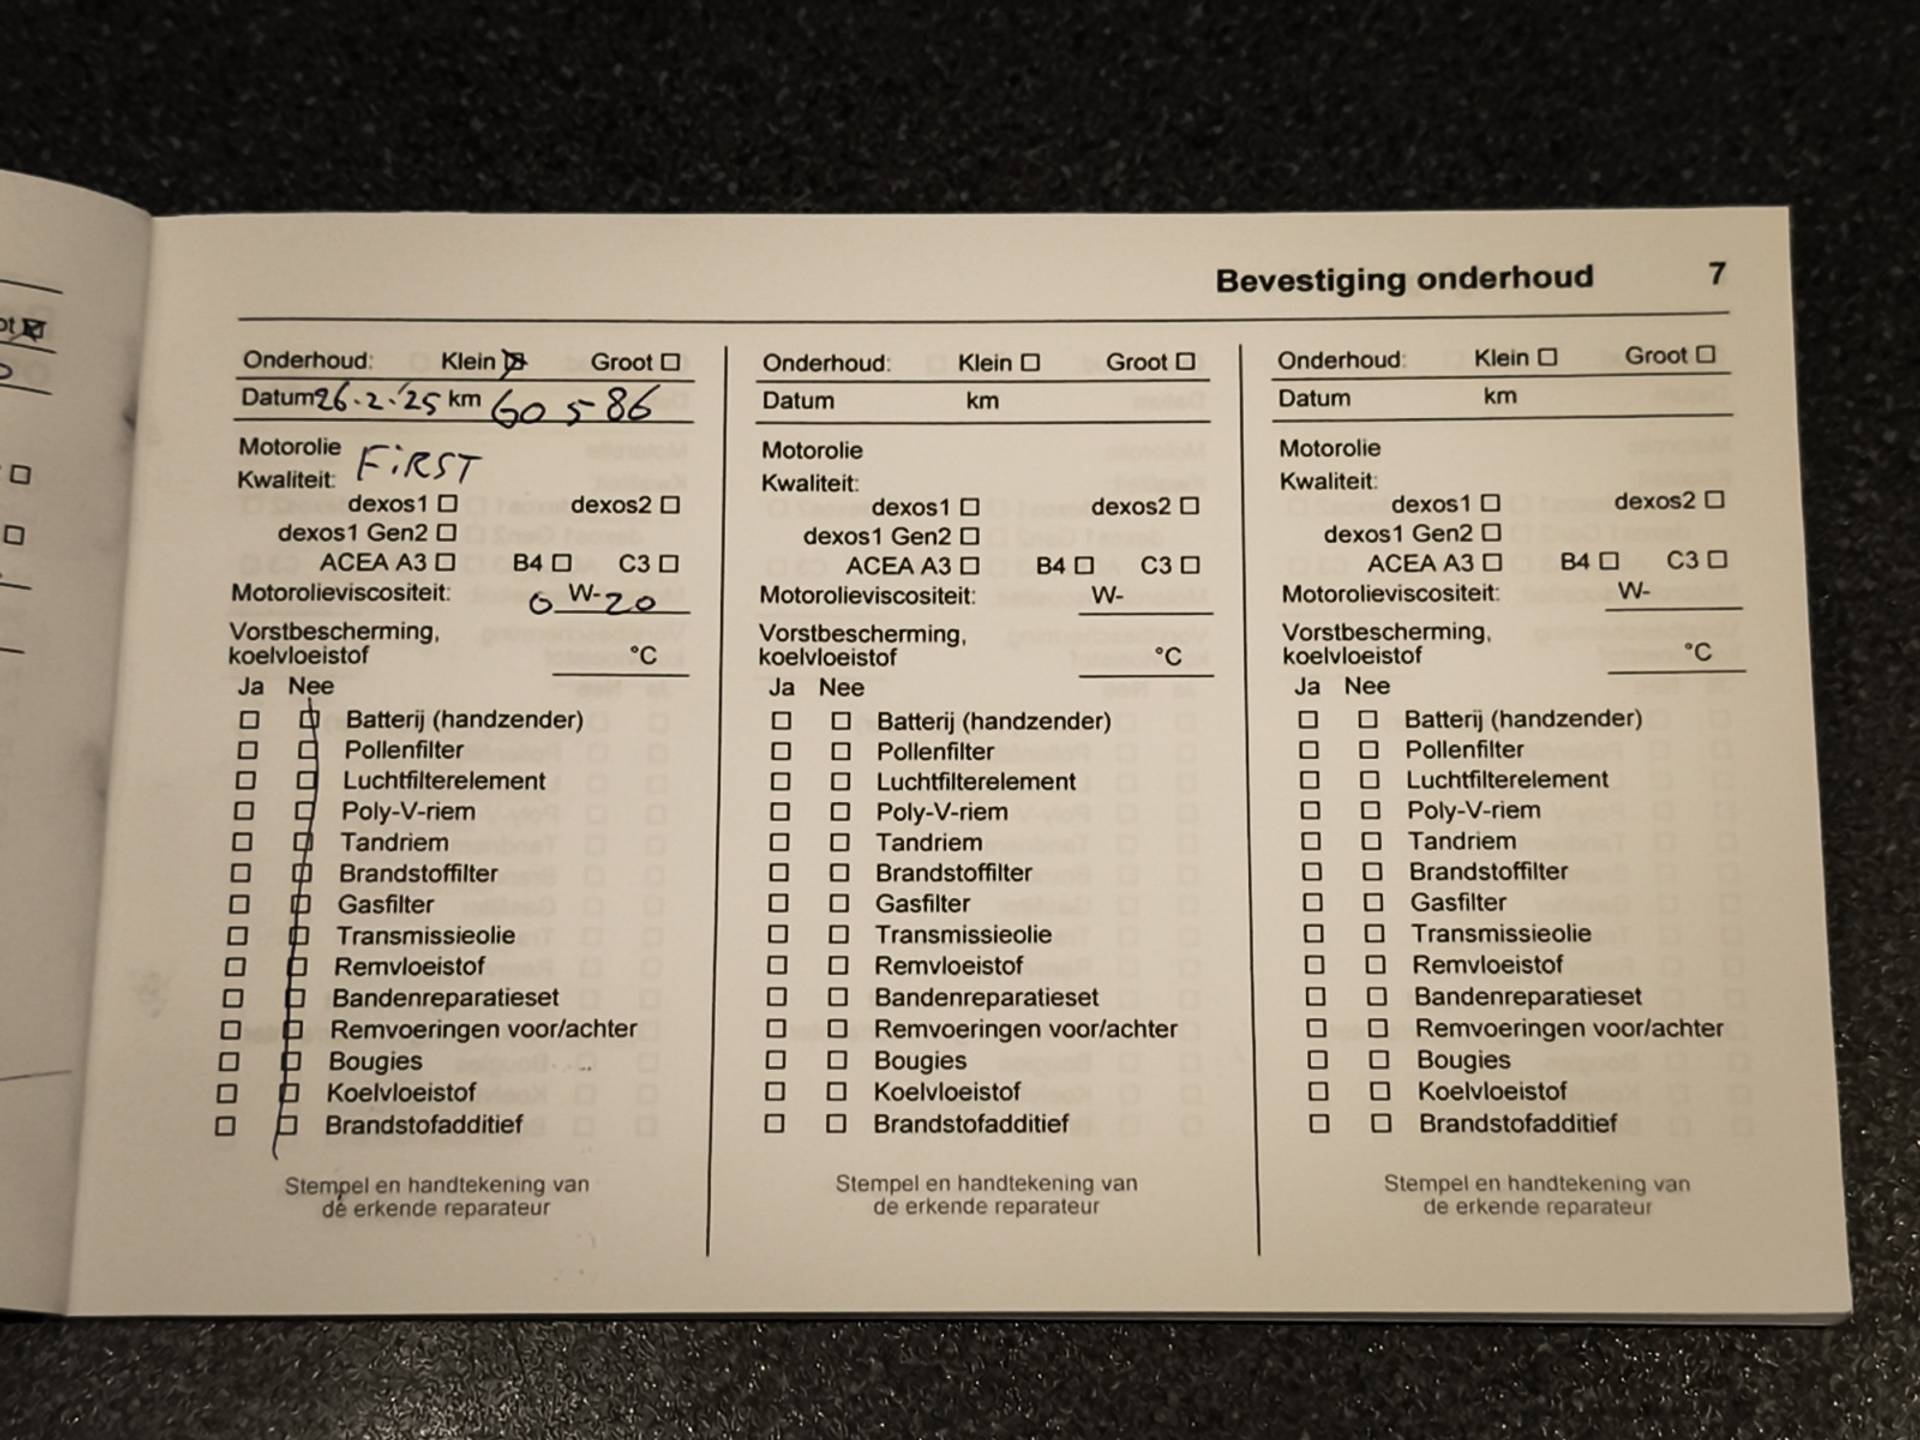 Bevestiging onderhoud 7
Onderhoud: Klein Groot
Datum 26.2.'25 km 60 586
Motorolie FiRST
Kwaliteit:
dexos1 dexos2
dexos1 Gen2
ACEA A3 B4 C3
Motorolieviscositeit: 0 W-20
Vorstbescherming,
koelvloeistof °C
Ja Nee
Batterij (handzender)
Pollenfilter
Luchtfilterelement
Poly-V-riem
Tandriem
Brandstoffilter
Gasfilter
Transmissieolie
Remvloeistof
Bandenreparatieset
Remvoeringen voor/achter
Bougies
Koelvloeistof
Brandstofadditief
Stempel en handtekening van
de erkende reparateur
Onderhoud: Klein Groot
Datum km
Motorolie
Kwaliteit:
dexos1 dexos2
dexos1 Gen2
ACEA A3 B4 C3
Motorolieviscositeit: W-
Vorstbescherming,
koelvloeistof °C
Ja Nee
Batterij (handzender)
Pollenfilter
Luchtfilterelement
Poly-V-riem
Tandriem
Brandstoffilter
Gasfilter
Transmissieolie
Remvloeistof
Bandenreparatieset
Remvoeringen voor/achter
Bougies
Koelvloeistof
Brandstofadditief
Stempel en handtekening van
de erkende reparateur
Onderhoud: Klein Groot
Datum km
Motorolie
Kwaliteit:
dexos1 dexos2
dexos1 Gen2
ACEA A3 B4 C3
Motorolieviscositeit: W-
Vorstbescherming,
koelvloeistof °C
Ja Nee
Batterij (handzender)
Pollenfilter
Luchtfilterelement
Poly-V-riem
Tandriem
Brandstoffilter
Gasfilter
Transmissieolie
Remvloeistof
Bandenreparatieset
Remvoeringen voor/achter
Bougies
Koelvloeistof
Brandstofadditief
Stempel en handtekening van
de erkende reparateur